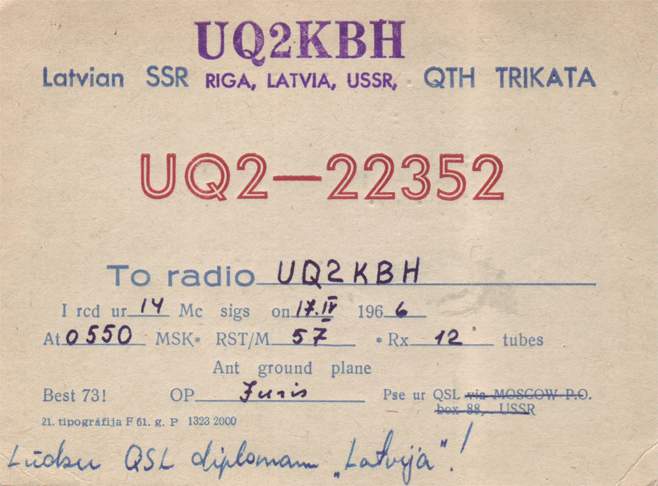 UQ2KBH
Latvian SSR RIGA, LATVIA, USSR, QTH TRIKATA
UQ2—22352
To radio UQ2KBH
I rcd ur 14 Mc sigs on 17.IV 1966
At 0550 MSK • RST/M 57 • Rx 12 tubes
Ant ground plane
Best 73! OP Juris Pse ur QSL via MOSCOW P.O.
box 88, USSR
21. tipogrāfija F 61. g. P 1323 2000
Lūdzu QSL diplomam „Latvija"!